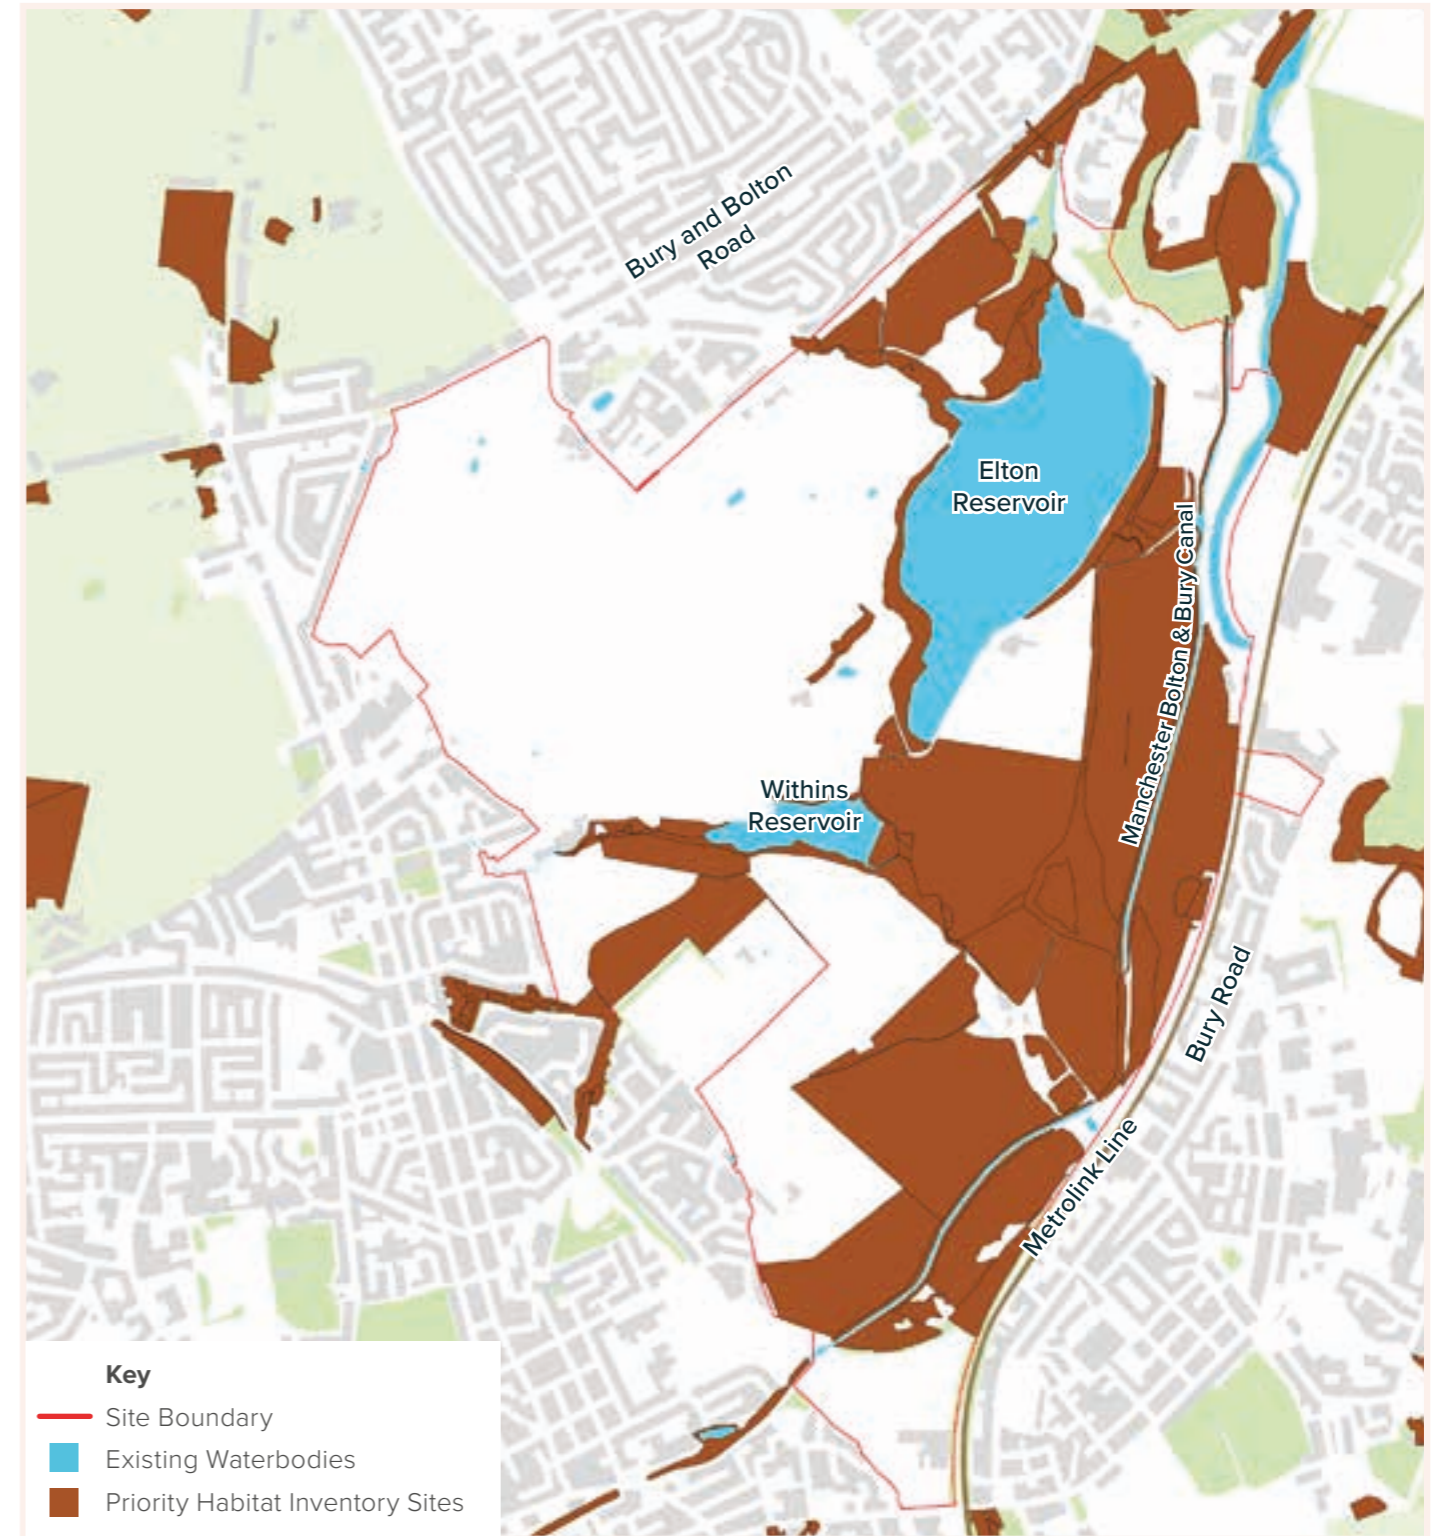 Bury and Bolton
Road
Elton
Reservoir
Manchester Bolton & Bury Canal
Withins
Reservoir
Bury Road
Metrolink Line
Key
Site Boundary
Existing Waterbodies
Priority Habitat Inventory Sites